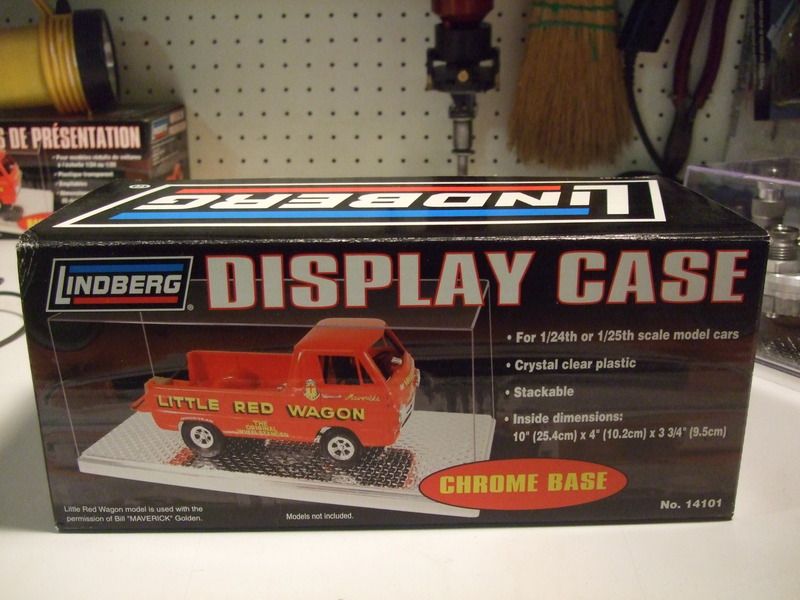 S DE PRÉSENTATION
LINDBERG
LINDBERG®
DISPLAY CASE
• For 1/24th or 1/25th scale model cars
• Crystal clear plastic
• Stackable
• Inside dimensions:
10" (25.4cm) x 4" (10.2cm) x 3 3/4" (9.5cm)
LITTLE RED WAGON
THE
ORIGINAL
WHEELSTANDER
Maverick
CHROME BASE
Little Red Wagon model is used with the
permission of Bill "MAVERICK" Golden.
Models not included.
No. 14101